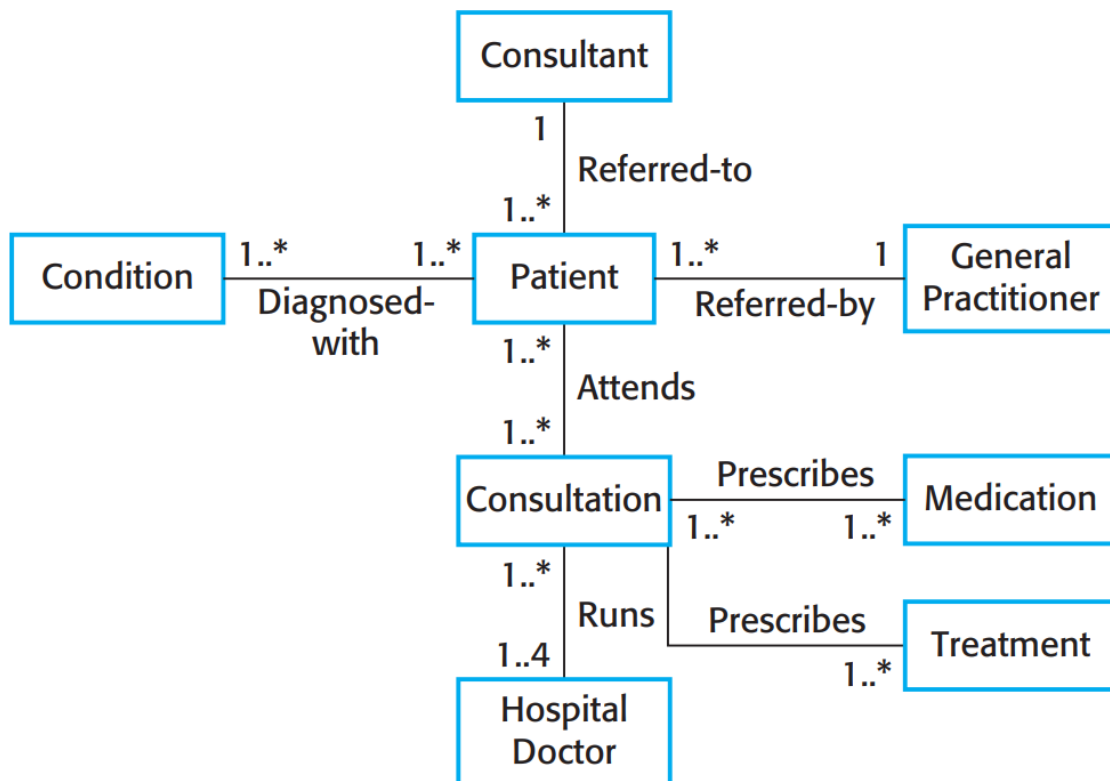 Consultant
1
Referred-to
1..*
Condition
1..*
1..*
Diagnosed-
with
Patient
1..*
1
Referred-by
General
Practitioner
1..*
Attends
1..*
Consultation
Prescribes
1..*
1..*
Medication
1..*
Runs
1..4
Prescribes
1..*
Treatment
Hospital
Doctor